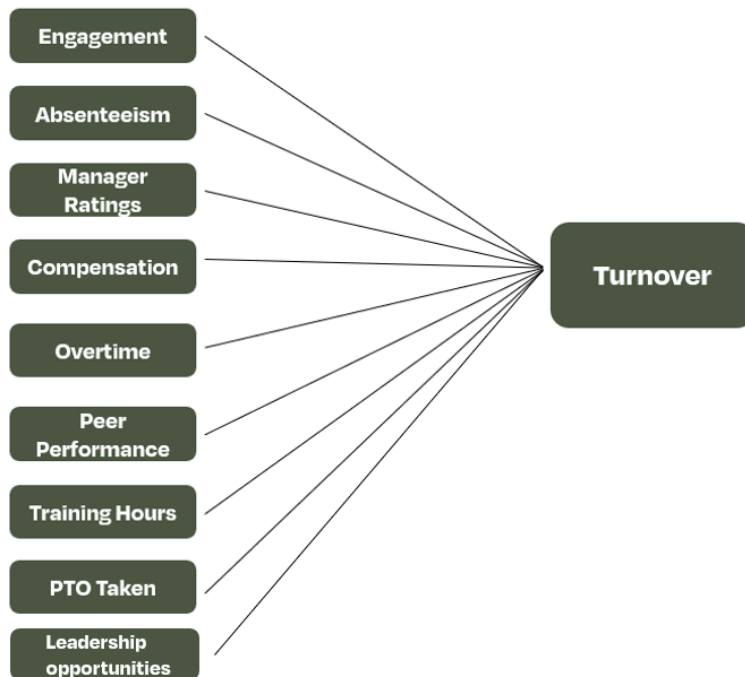 Engagement
Absenteeism
Manager
Ratings
Compensation
Turnover
Overtime
Peer
Performance
Training Hours
PTO Taken
Leadership
opportunities